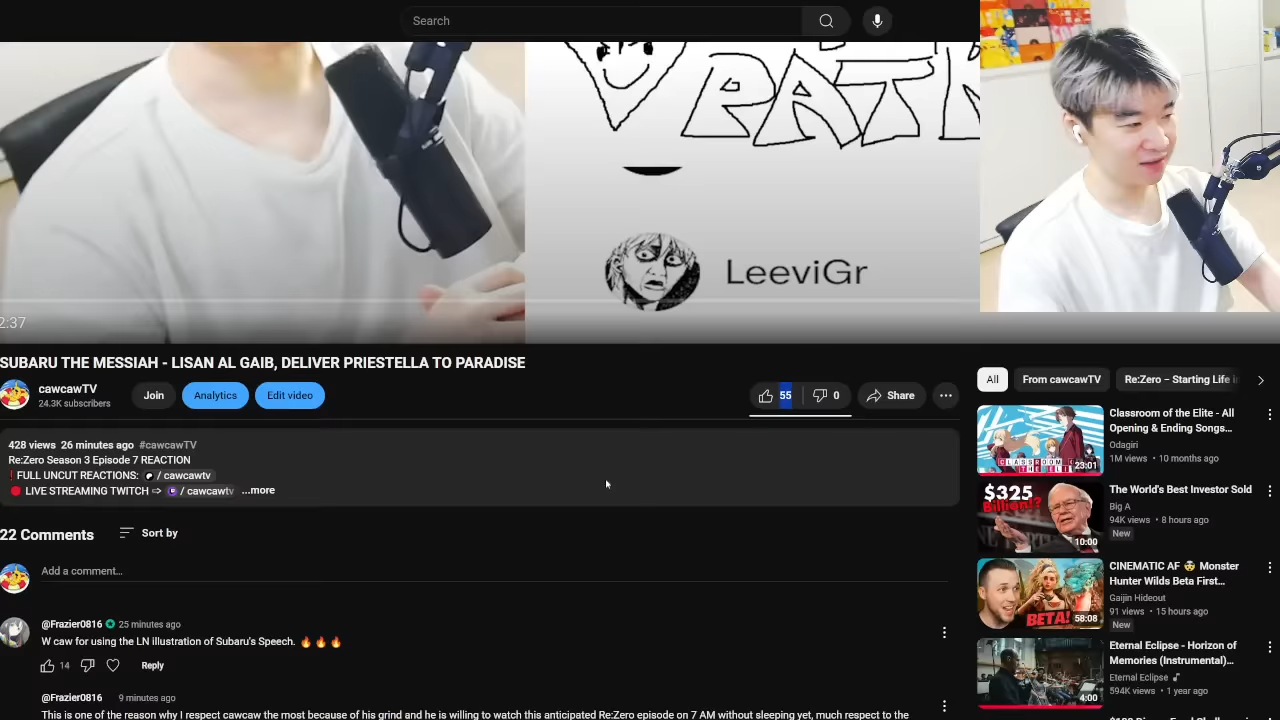 Search
PAT
LeeviGr
2:37
SUBARU THE MESSIAH - LISAN AL GAIB, DELIVER PRIESTELLA TO PARADISE
cawcawTV
24.3K subscribers
Join
Analytics
Edit video
55
0
Share
428 views 26 minutes ago #cawcawTV
Re:Zero Season 3 Episode 7 REACTION
❗FULL UNCUT REACTIONS: / cawcawtv
🔴 LIVE STREAMING TWITCH => / cawcawtv ...more
22 Comments
Sort by
Add a comment...
@Frazier0816 25 minutes ago
W caw for using the LN illustration of Subaru's Speech. 🔥🔥🔥
14
Reply
@Frazier0816 9 minutes ago
This is one of the reason why I respect cawcaw the most because of his grind and he is willing to watch this anticipated Re:Zero episode on 7 AM without sleeping yet, much respect to the
All
From cawcawTV
Re:Zero − Starting Life i
CLASSROOM OF THE ELITE
23:01
Classroom of the Elite - All
Opening & Ending Songs...
Odagiri
1M views • 10 months ago
$325
Billion!?
10:00
The World's Best Investor Sold
Big A
94K views • 8 hours ago
New
BETA!
58:08
CINEMATIC AF 🤯 Monster
Hunter Wilds Beta First...
Gaijin Hideout
91 views • 15 hours ago
New
4:00
Eternal Eclipse - Horizon of
Memories (Instrumental)...
Eternal Eclipse
594K views • 1 year ago